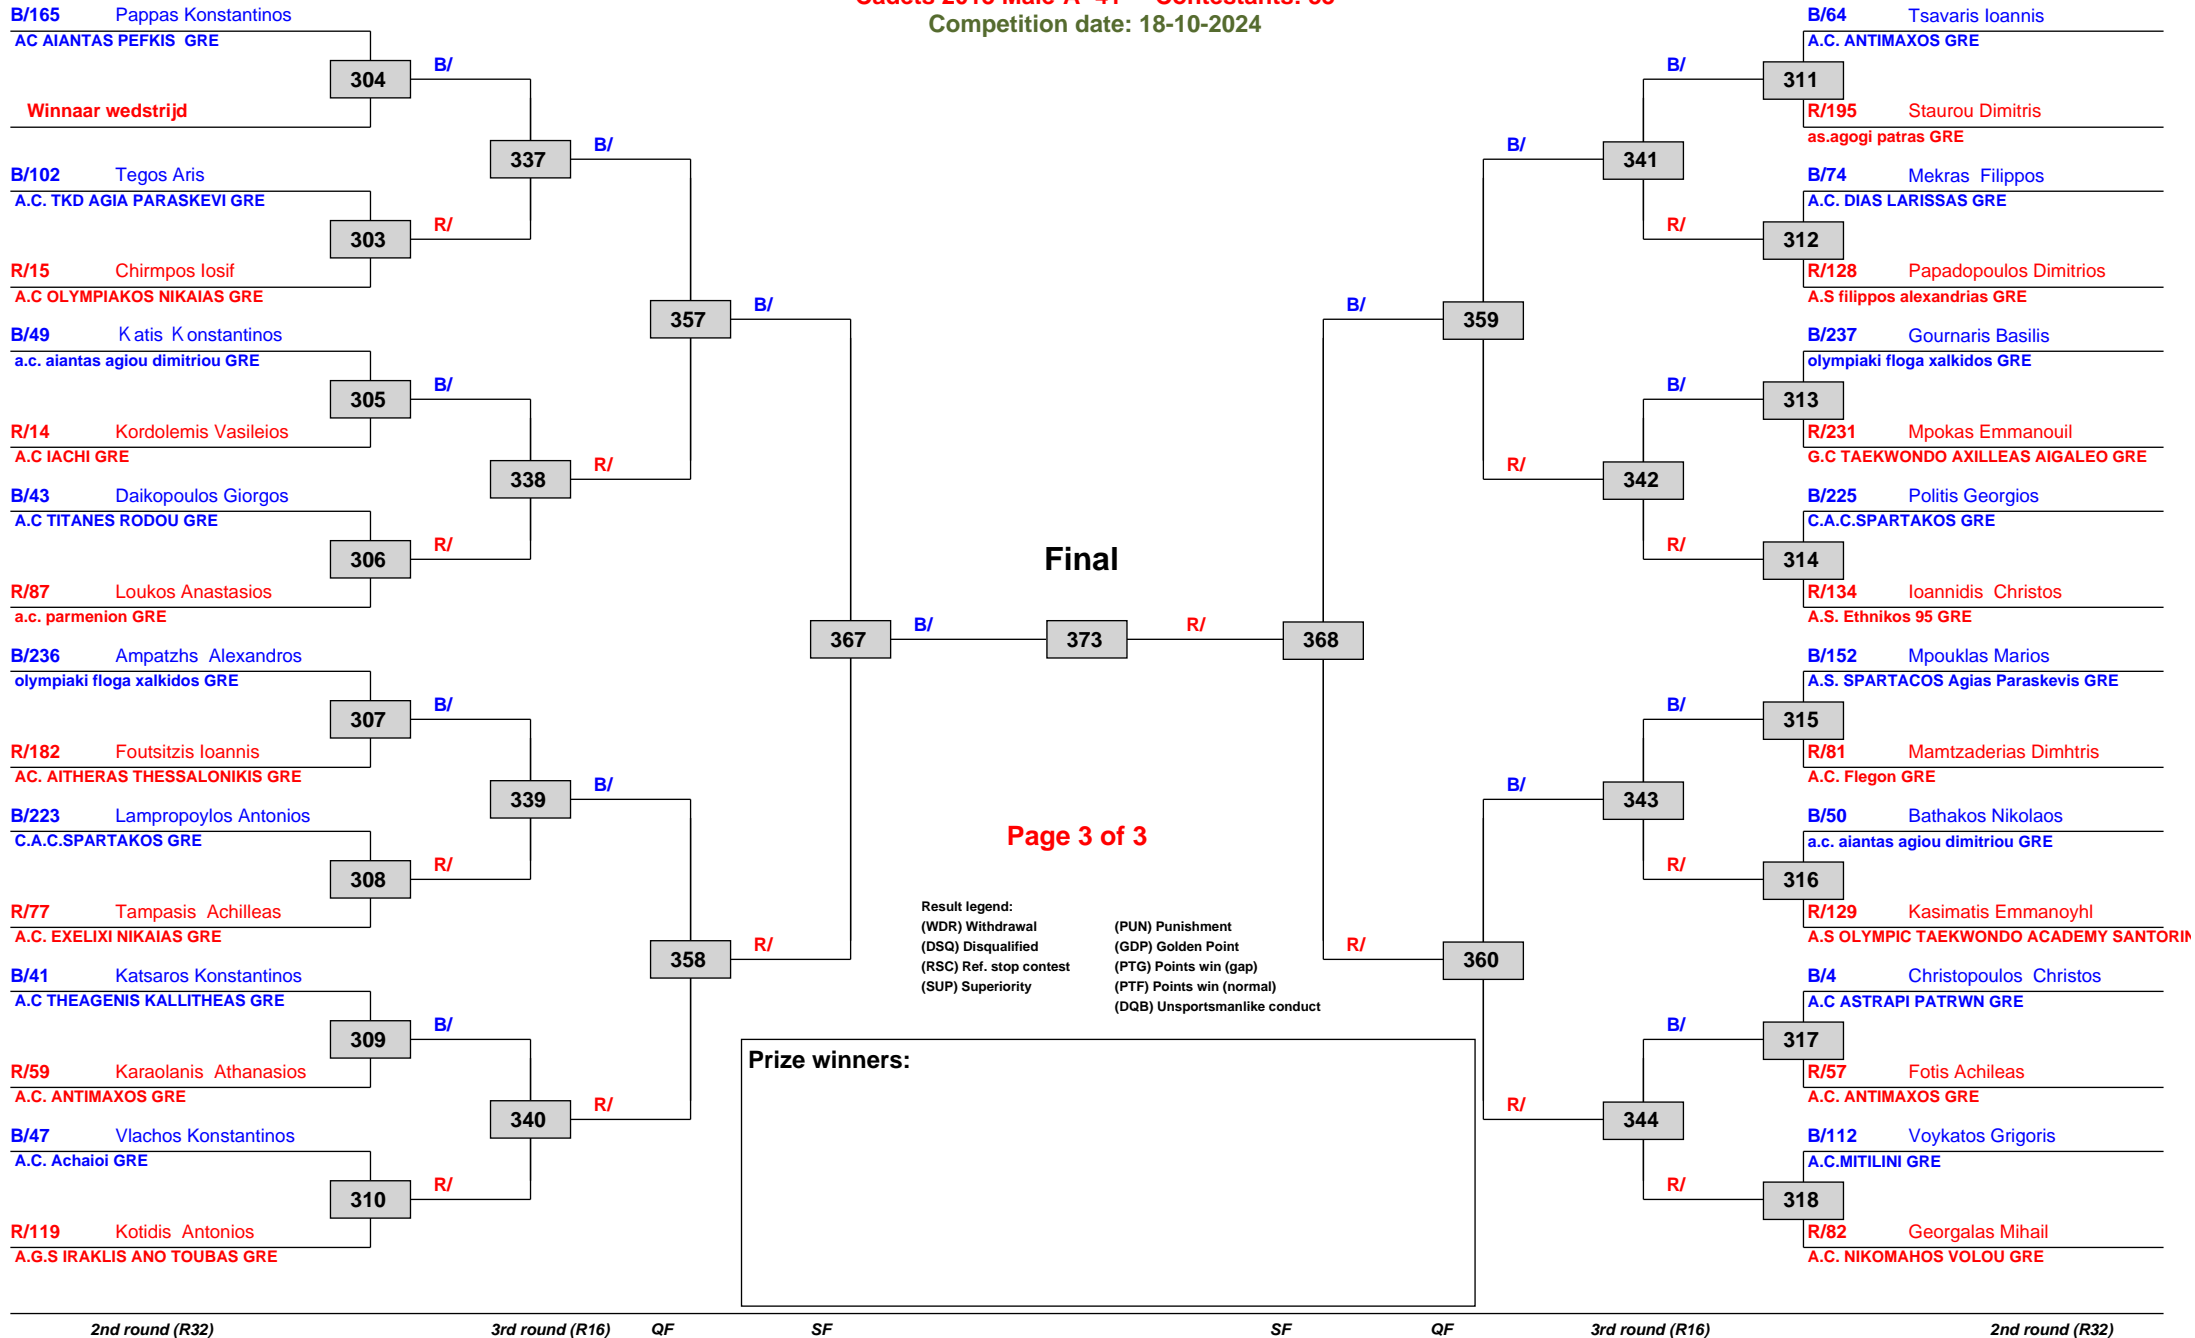 Cadets 2013 Male A -41 Contestants: 33
Competition date: 18-10-2024
B/165 Pappas Konstantinos
AC AIANTAS PEFKIS GRE
304
B/
Winnaar wedstrijd
337
B/
B/102 Tegos Aris
A.C. TKD AGIA PARASKEVI GRE
303
R/
R/15 Chirmpos Iosif
A.C OLYMPIAKOS NIKAIAS GRE
357
B/
B/49 Katis Konstantinos
a.c. aiantas agiou dimitriou GRE
305
B/
R/14 Kordolemis Vasileios
A.C IACHI GRE
338
R/
B/43 Daikopoulos Giorgos
A.C TITANES RODOU GRE
306
R/
R/87 Loukos Anastasios
a.c. parmenion GRE
367
B/
B/236 Ampatzhs Alexandros
olympiaki floga xalkidos GRE
307
B/
R/182 Foutsitzis Ioannis
AC. AITHERAS THESSALONIKIS GRE
339
B/
B/223 Lampropoylos Antonios
C.A.C.SPARTAKOS GRE
308
R/
R/77 Tampasis Achilleas
A.C. EXELIXI NIKAIAS GRE
358
R/
B/41 Katsaros Konstantinos
A.C THEAGENIS KALLITHEAS GRE
309
B/
R/59 Karaolanis Athanasios
A.C. ANTIMAXOS GRE
340
R/
B/47 Vlachos Konstantinos
A.C. Achaioi GRE
310
R/
R/119 Kotidis Antonios
A.G.S IRAKLIS ANO TOUBAS GRE
Final
373
R/
368
Page 3 of 3
Result legend:
(WDR) Withdrawal (PUN) Punishment
(DSQ) Disqualified (GDP) Golden Point
(RSC) Ref. stop contest (PTG) Points win (gap)
(SUP) Superiority (PTF) Points win (normal)
(DQB) Unsportsmanlike conduct
Prize winners:
B/64 Tsavaris Ioannis
A.C. ANTIMAXOS GRE
B/
311
R/195 Staurou Dimitris
as.agogi patras GRE
B/
341
B/74 Mekras Filippos
A.C. DIAS LARISSAS GRE
R/
312
R/128 Papadopoulos Dimitrios
A.S filippos alexandrias GRE
B/
359
B/237 Gournaris Basilis
olympiaki floga xalkidos GRE
B/
313
R/231 Mpokas Emmanouil
G.C TAEKWONDO AXILLEAS AIGALEO GRE
R/
342
B/225 Politis Georgios
C.A.C.SPARTAKOS GRE
R/
314
R/134 Ioannidis Christos
A.S. Ethnikos 95 GRE
B/152 Mpouklas Marios
A.S. SPARTACOS Agias Paraskevis GRE
B/
315
R/81 Mamtzaderias Dimhtris
A.C. Flegon GRE
B/
343
B/50 Bathakos Nikolaos
a.c. aiantas agiou dimitriou GRE
R/
316
R/129 Kasimatis Emmanoyhl
A.S OLYMPIC TAEKWONDO ACADEMY SANTORIN
R/
360
B/4 Christopoulos Christos
A.C ASTRAPI PATRWN GRE
B/
317
R/57 Fotis Achileas
A.C. ANTIMAXOS GRE
R/
344
B/112 Voykatos Grigoris
A.C.MITILINI GRE
R/
318
R/82 Georgalas Mihail
A.C. NIKOMAHOS VOLOU GRE
2nd round (R32) 3rd round (R16) QF SF SF QF 3rd round (R16) 2nd round (R32)